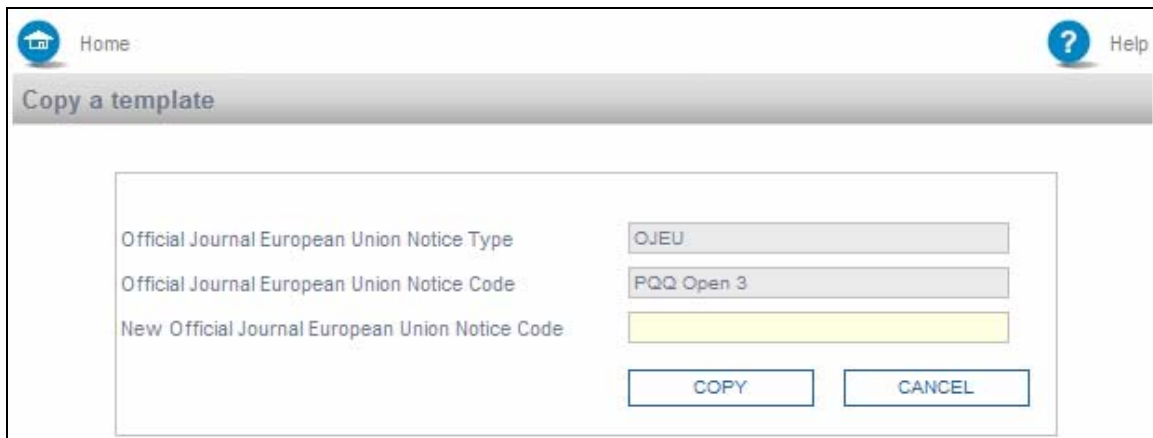 Home
? Help
Copy a template
Official Journal European Union Notice Type OJEU
Official Journal European Union Notice Code PQQ Open 3
New Official Journal European Union Notice Code
COPY CANCEL